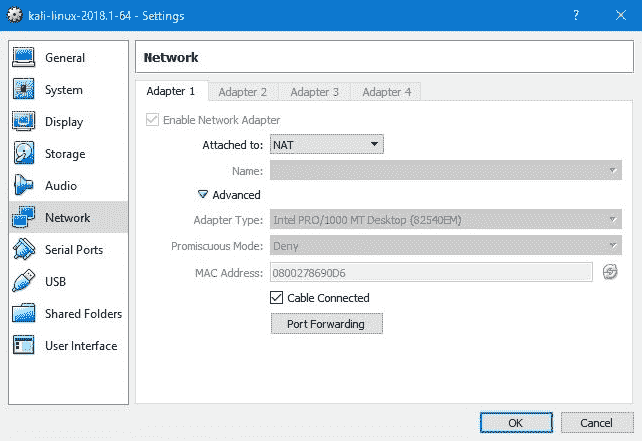 kali-linux-2018.1-64 - Settings
General
System
Display
Storage
Audio
Network
Serial Ports
USB
Shared Folders
User Interface
Network
Adapter 1 Adapter 2 Adapter 3 Adapter 4
Enable Network Adapter
Attached to: NAT
Name:
Advanced
Adapter Type: Intel PRO/1000 MT Desktop (82540EM)
Promiscuous Mode: Deny
MAC Address: 0800278690D6
Cable Connected
Port Forwarding
OK Cancel